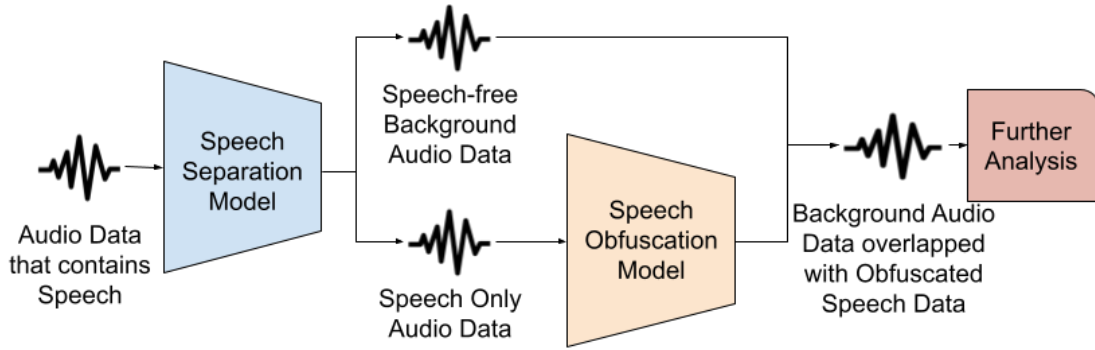 Audio Data
that contains
Speech
Speech
Separation
Model
Speech-free
Background
Audio Data
Speech Only
Audio Data
Speech
Obfuscation
Model
Background Audio
Data overlapped
with Obfuscated
Speech Data
Further
Analysis